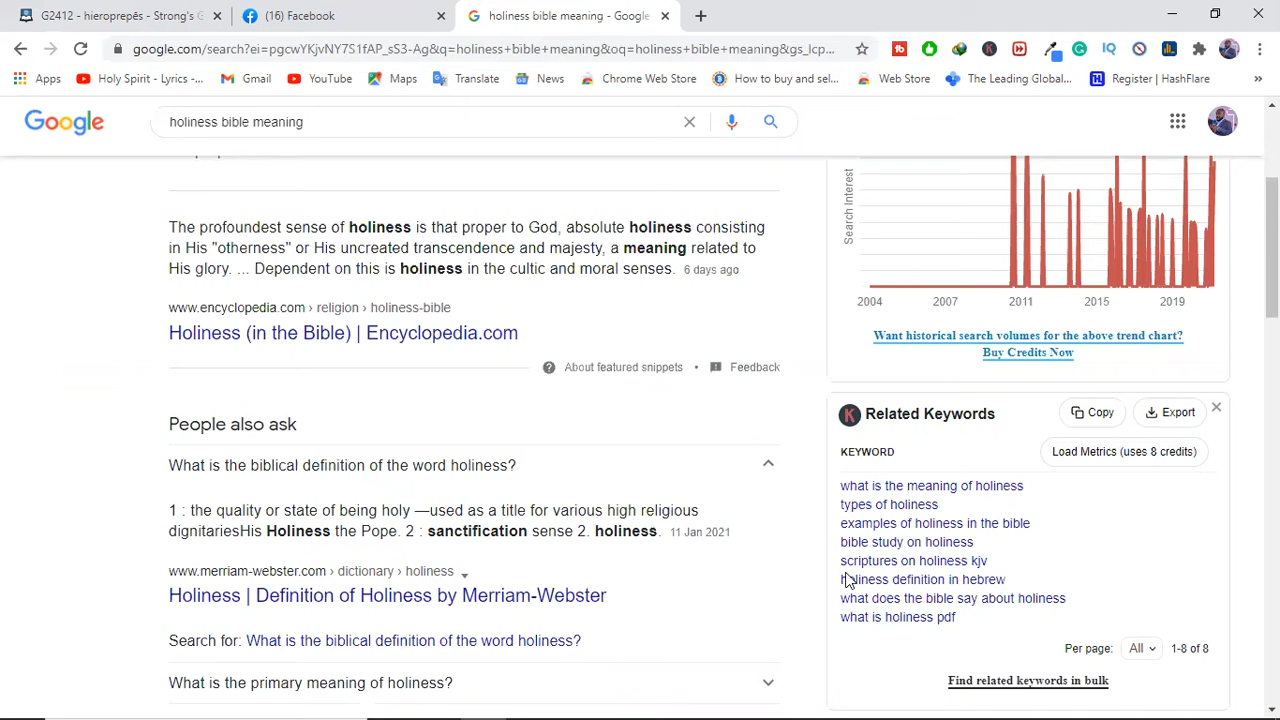 G2412 - hieroprepēs - Strong's G
(16) Facebook
holiness bible meaning - Google
google.com/search?ei=pgcwYKjvNY7S1fAP_sS3-Ag&q=holiness+bible+meaning&oq=holiness+bible+meaning&gs_lcp...
Apps
Holy Spirit - Lyrics -...
Gmail
YouTube
Maps
Translate
News
Chrome Web Store
How to buy and sel...
Web Store
The Leading Global...
Register | HashFlare
»
Google
holiness bible meaning
The profoundest sense of holiness is that proper to God, absolute holiness consisting
in His "otherness" or His uncreated transcendence and majesty, a meaning related to
His glory. ... Dependent on this is holiness in the cultic and moral senses. 6 days ago
www.encyclopedia.com › religion › holiness-bible
Holiness (in the Bible) | Encyclopedia.com
About featured snippets • Feedback
People also ask
What is the biblical definition of the word holiness?
1 : the quality or state of being holy —used as a title for various high religious
dignitariesHis Holiness the Pope. 2 : sanctification sense 2. holiness. 11 Jan 2021
www.merriam-webster.com › dictionary › holiness
Holiness | Definition of Holiness by Merriam-Webster
Search for: What is the biblical definition of the word holiness?
What is the primary meaning of holiness?
Search Interest
2004 2007 2011 2015 2019
Want historical search volumes for the above trend chart?
Buy Credits Now
K Related Keywords
Copy
Export
KEYWORD
Load Metrics (uses 8 credits)
what is the meaning of holiness
types of holiness
examples of holiness in the bible
bible study on holiness
scriptures on holiness kjv
holiness definition in hebrew
what does the bible say about holiness
what is holiness pdf
Per page: All 1-8 of 8
Find related keywords in bulk